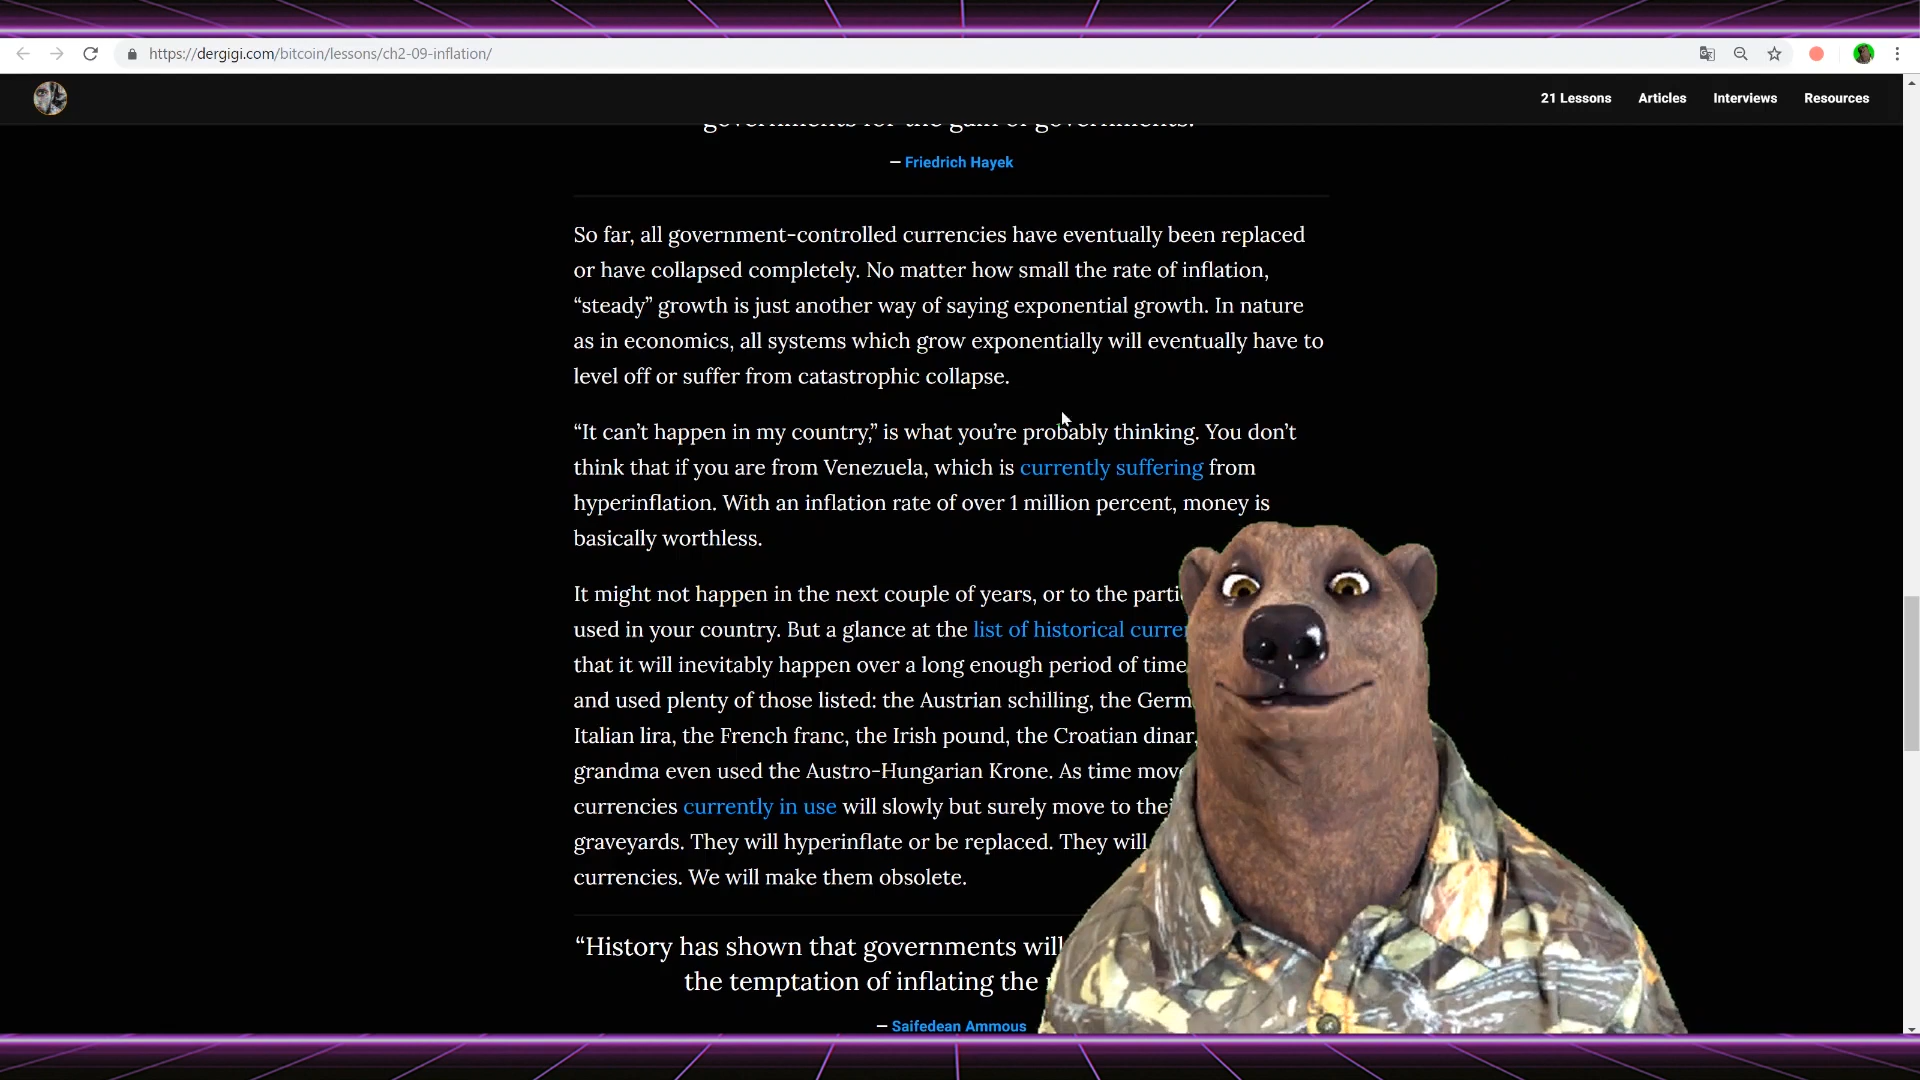 https://dergigi.com/bitcoin/lessons/ch2-09-inflation/
21 Lessons Articles Interviews Resources
governments for the gain of governments.
— Friedrich Hayek
So far, all government-controlled currencies have eventually been replaced
or have collapsed completely. No matter how small the rate of inflation,
“steady” growth is just another way of saying exponential growth. In nature
as in economics, all systems which grow exponentially will eventually have to
level off or suffer from catastrophic collapse.
“It can’t happen in my country,” is what you’re probably thinking. You don’t
think that if you are from Venezuela, which is currently suffering from
hyperinflation. With an inflation rate of over 1 million percent, money is
basically worthless.
It might not happen in the next couple of years, or to the
used in your country. But a glance at the list of historical
that it will inevitably happen over a long enough period of time
and used plenty of those listed: the Austrian schilling, the
Italian lira, the French franc, the Irish pound, the Croatian dinar,
grandma even used the Austro-Hungarian Krone. As time
currencies currently in use will slowly but surely move to
graveyards. They will hyperinflate or be replaced. They will
currencies. We will make them obsolete.
“History has shown that governments will
the temptation of inflating the
— Saifedean Ammous